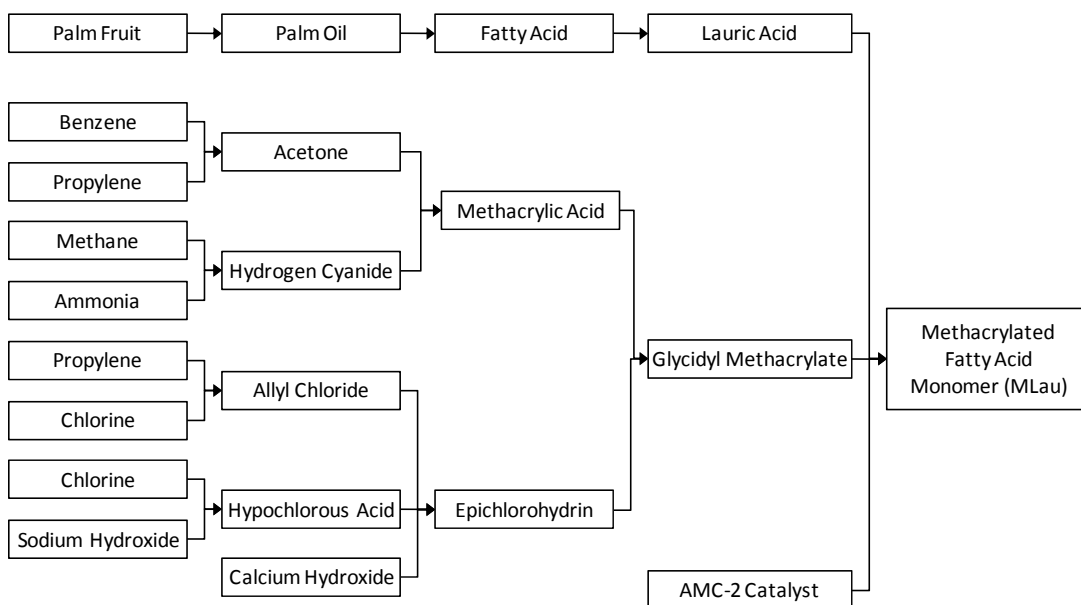 Palm Fruit
Palm Oil
Fatty Acid
Lauric Acid
Benzene
Acetone
Propylene
Methacrylic Acid
Methane
Hydrogen Cyanide
Ammonia
Methacrylated
Fatty Acid
Monomer (MLau)
Propylene
Glycidyl Methacrylate
Allyl Chloride
Chlorine
Chlorine
Hypochlorous Acid
Epichlorohydrin
Sodium Hydroxide
Calcium Hydroxide
AMC-2 Catalyst